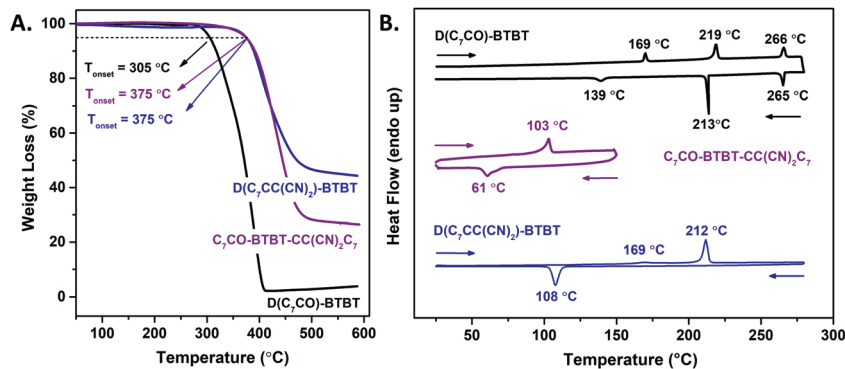 A.
B.
100
80
60
40
20
0
Weight Loss (%)
T onset = 305 °C
T onset = 375 °C
T onset = 375 °C
D(C7CC(CN)2)-BTBT
C7CO-BTBT-CC(CN)2C7
D(C7CO)-BTBT
100 200 300 400 500 600
Temperature (°C)
Heat Flow (endo up)
D(C7CO)-BTBT
169 °C
219 °C
266 °C
139 °C
213°C
265 °C
103 °C
C7CO-BTBT-CC(CN)2C7
61 °C
D(C7CC(CN)2)-BTBT
169 °C
212 °C
108 °C
50 100 150 200 250 300
Temperature (°C)